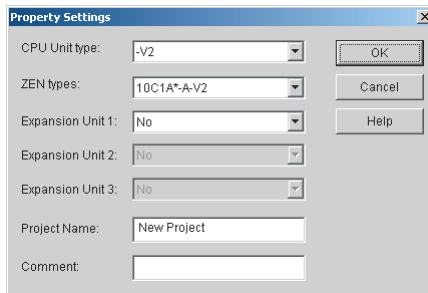 Property Settings
CPU Unit type: -V2 OK
ZEN types: 10C1A*-A-V2 Cancel
Expansion Unit 1: No Help
Expansion Unit 2: No
Expansion Unit 3: No
Project Name: New Project
Comment: